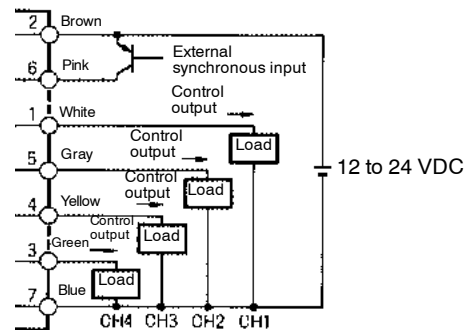 2 Brown
6 Pink
External
synchronous input
Control
output
1 White
Load
Control
output
5 Gray
12 to 24 VDC
Load
Control
output
4 Yellow
Control
output
Load
3 Green
Load
7 Blue
CH4 CH3 CH2 CH1